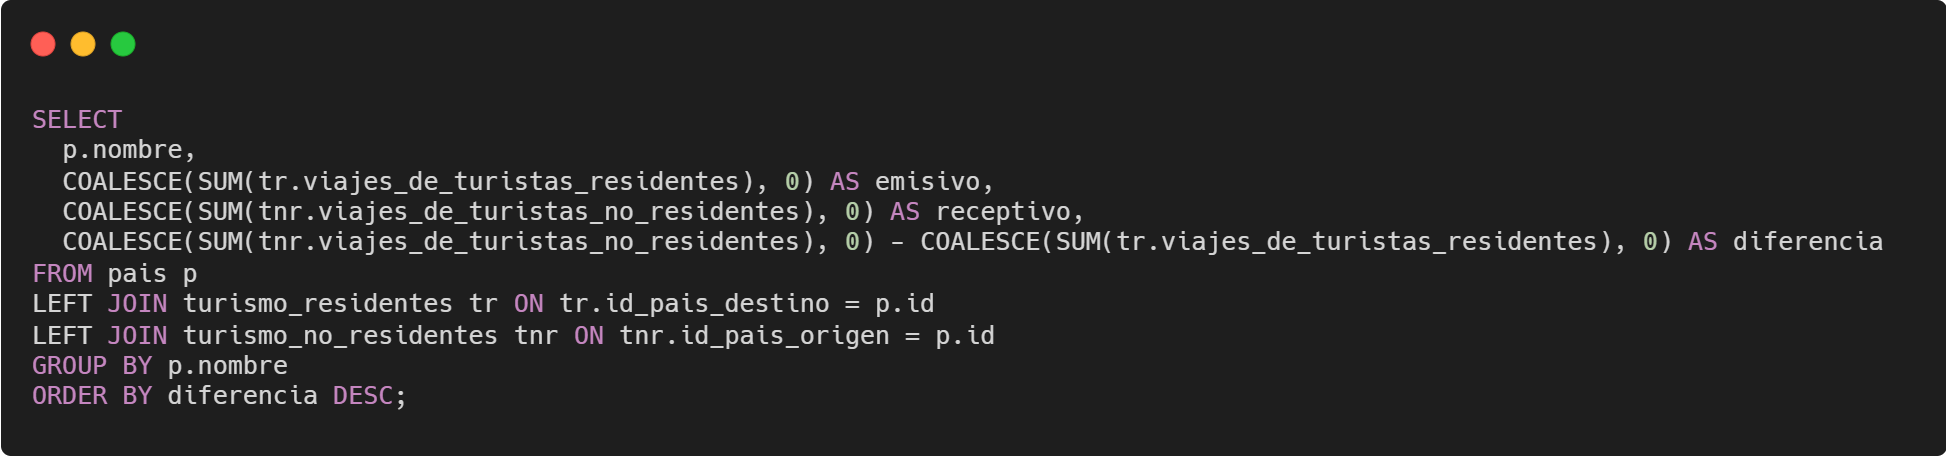 SELECT
  p.nombre,
  COALESCE(SUM(tr.viajes_de_turistas_residentes), 0) AS emisivo,
  COALESCE(SUM(tnr.viajes_de_turistas_no_residentes), 0) AS receptivo,
  COALESCE(SUM(tnr.viajes_de_turistas_no_residentes), 0) - COALESCE(SUM(tr.viajes_de_turistas_residentes), 0) AS diferencia
FROM pais p
LEFT JOIN turismo_residentes tr ON tr.id_pais_destino = p.id
LEFT JOIN turismo_no_residentes tnr ON tnr.id_pais_origen = p.id
GROUP BY p.nombre
ORDER BY diferencia DESC;